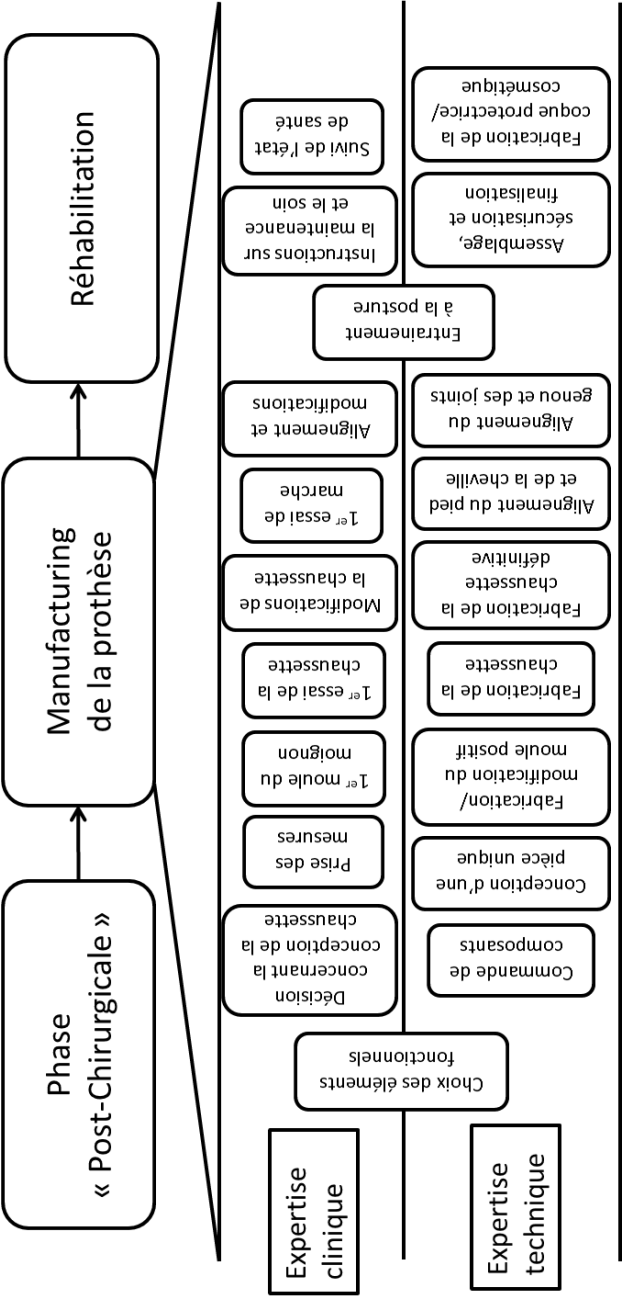 Phase
« Post-Chirurgicale »
Manufacturing
de la prothèse
Réhabilitation
Expertise
clinique
Choix des éléments
fonctionnels
Décision
concernant la
conception de la
chaussette
Prise des
mesures
1er moule du
moignon
1er essai de la
chaussette
Modifications de
la chaussette
1er essai de
marche
Alignement et
modifications
Entrainement
à la posture
Instructions sur
la maintenance
et le soin
Suivi de l'état
de santé
Expertise
technique
Commande de
composants
Conception d'une
pièce unique
Fabrication/
modification du
moule positif
Fabrication de la
chaussette
Fabrication de la
chaussette
définitive
Alignement du pied
et de la cheville
Alignement du
genou et des joints
Assemblage,
sécurisation et
finalisation
Fabrication de la
coque protectrice/
cosmétique